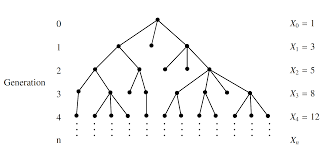 0 X₀ = 1
1 X₁ = 3
2 X₂ = 5
Generation
3 X₃ = 8
4 X₄ = 12
n Xₙ